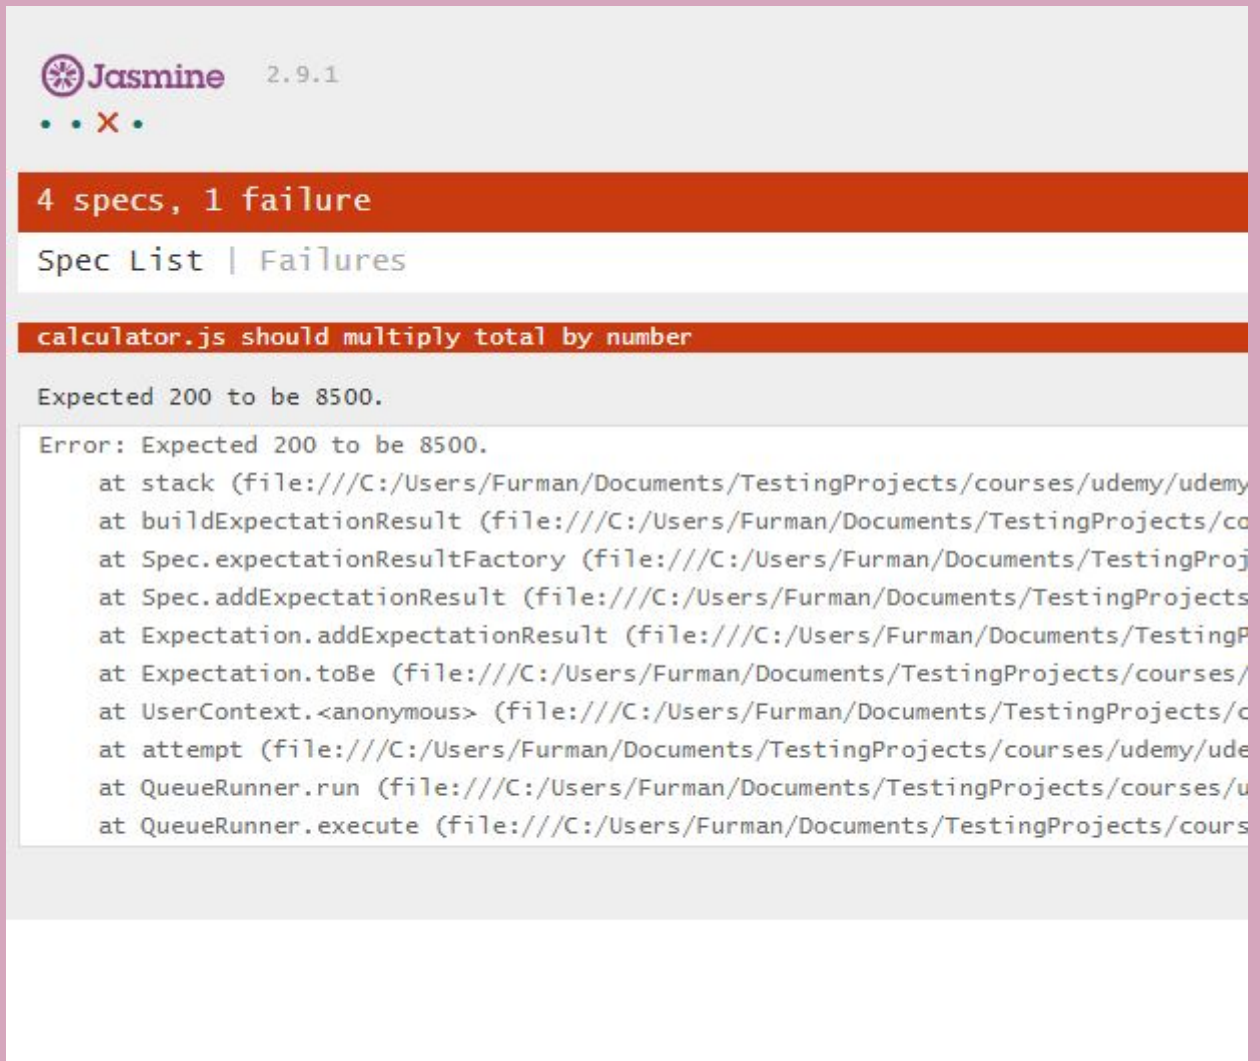 Jasmine 2.9.1
• • X •
4 specs, 1 failure
Spec List | Failures
calculator.js should multiply total by number
Expected 200 to be 8500.
Error: Expected 200 to be 8500.
at stack (file:///C:/Users/Furman/Documents/TestingProjects/courses/udemy/udemy
at buildExpectationResult (file:///C:/Users/Furman/Documents/TestingProjects/co
at Spec.expectationResultFactory (file:///C:/Users/Furman/Documents/TestingProj
at Spec.addExpectationResult (file:///C:/Users/Furman/Documents/TestingProjects
at Expectation.addExpectationResult (file:///C:/Users/Furman/Documents/TestingP
at Expectation.toBe (file:///C:/Users/Furman/Documents/TestingProjects/courses/
at UserContext.<anonymous> (file:///C:/Users/Furman/Documents/TestingProjects/c
at attempt (file:///C:/Users/Furman/Documents/TestingProjects/courses/udemy/ude
at QueueRunner.run (file:///C:/Users/Furman/Documents/TestingProjects/courses/u
at QueueRunner.execute (file:///C:/Users/Furman/Documents/TestingProjects/cours